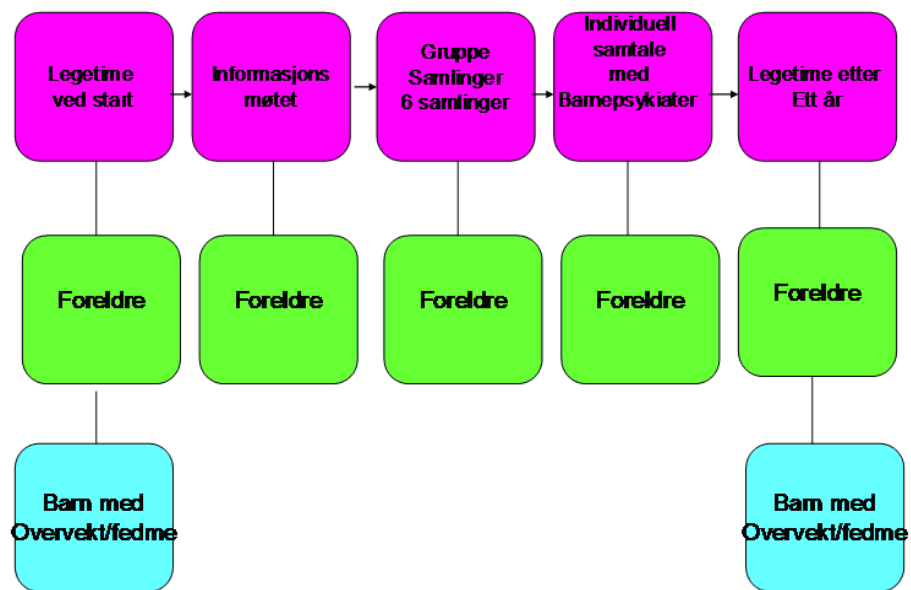 Legetime
ved start
Informasjons
møtet
Gruppe
Samlinger
6 samlinger
Individuell
samtale
med
Barnepsykiater
Legetime etter
Ett år
Foreldre
Foreldre
Foreldre
Foreldre
Foreldre
Barn med
Overvekt/fedme
Barn med
Overvekt/fedme